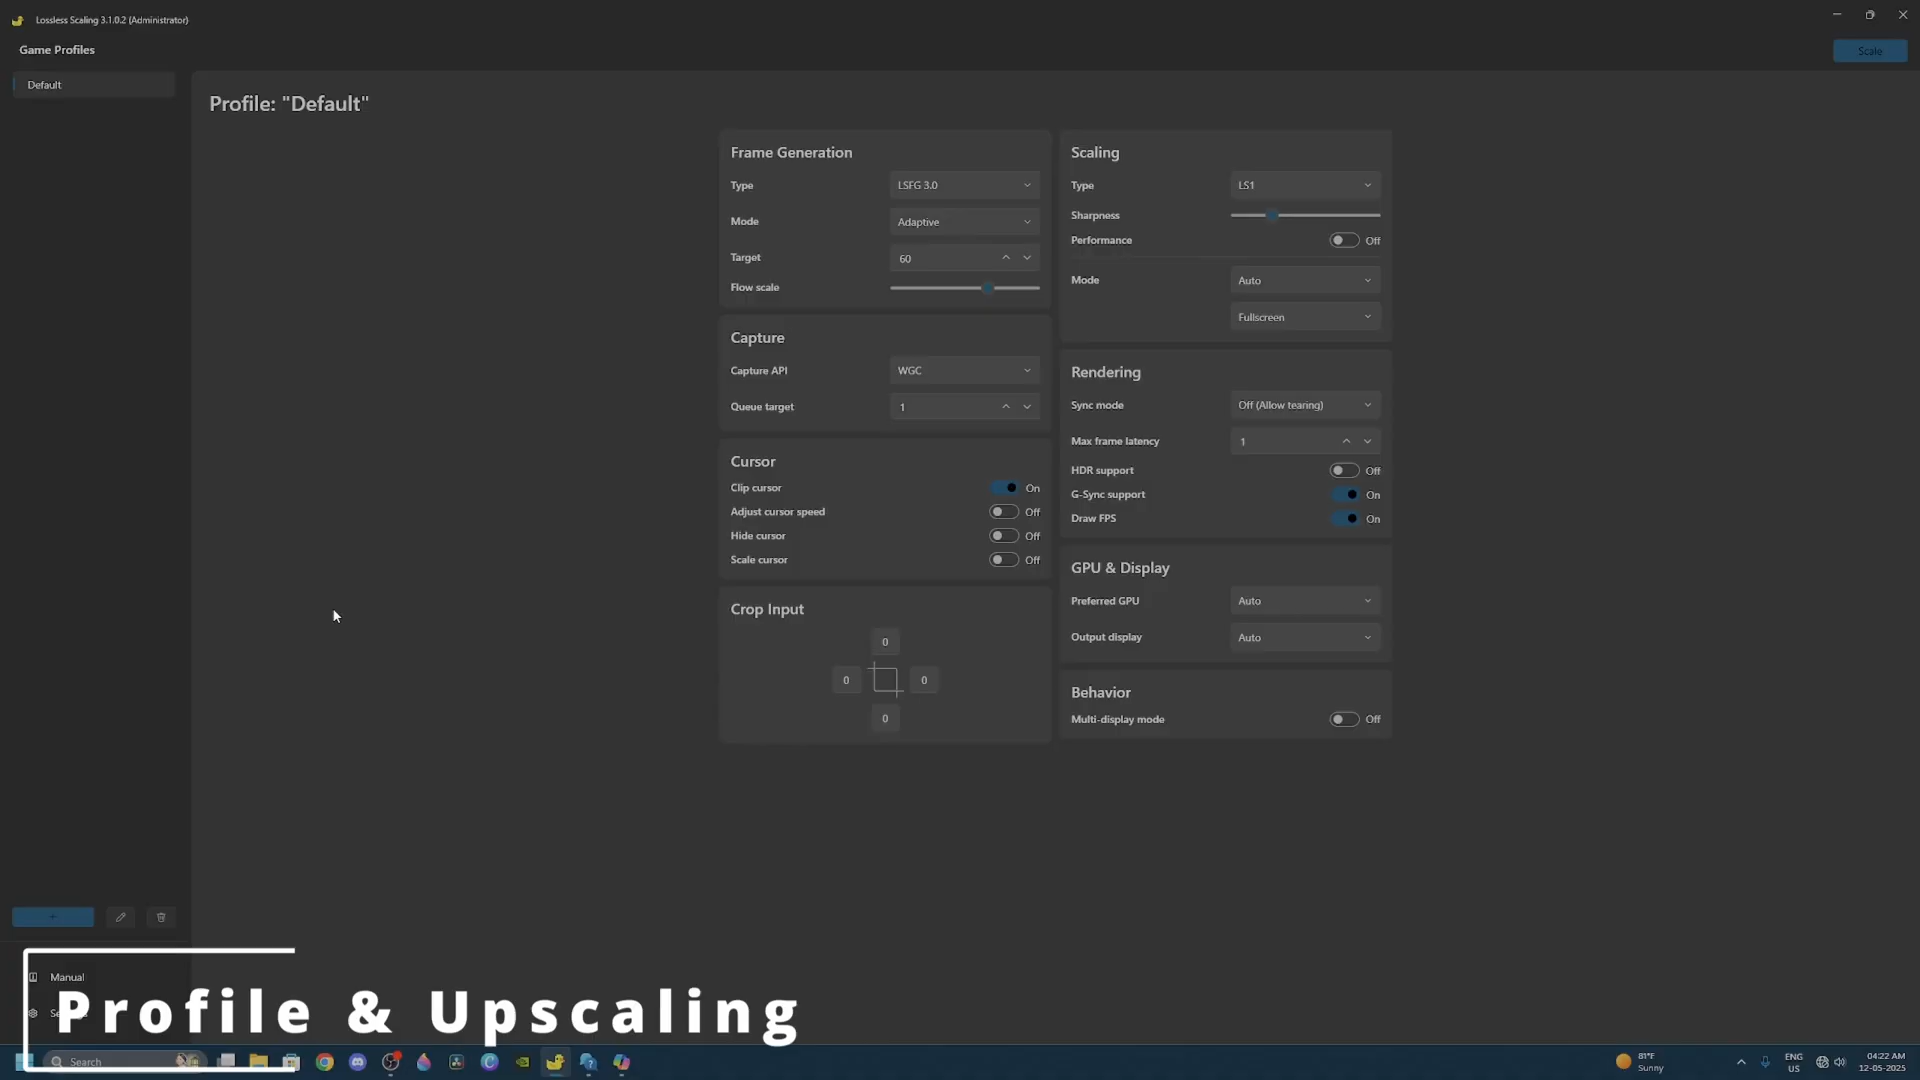 Lossless Scaling 3.1.0.2 (Administrator)
Game Profiles
Scale
Default
Profile: "Default"
Frame Generation
Type
LSFG 3.0
Mode
Adaptive
Target
60
Flow scale
Capture
Capture API
WGC
Queue target
1
Cursor
Clip cursor
On
Adjust cursor speed
Off
Hide cursor
Off
Scale cursor
Off
Crop Input
0
0
0
0
Scaling
Type
LS1
Sharpness
Performance
Off
Mode
Auto
Fullscreen
Rendering
Sync mode
Off (Allow tearing)
Max frame latency
1
HDR support
Off
G-Sync support
On
Draw FPS
On
GPU & Display
Preferred GPU
Auto
Output display
Auto
Behavior
Multi-display mode
Off
Manual
Profile & Upscaling
Search
81°F
Sunny
ENG
US
04:22 AM
12-05-2025